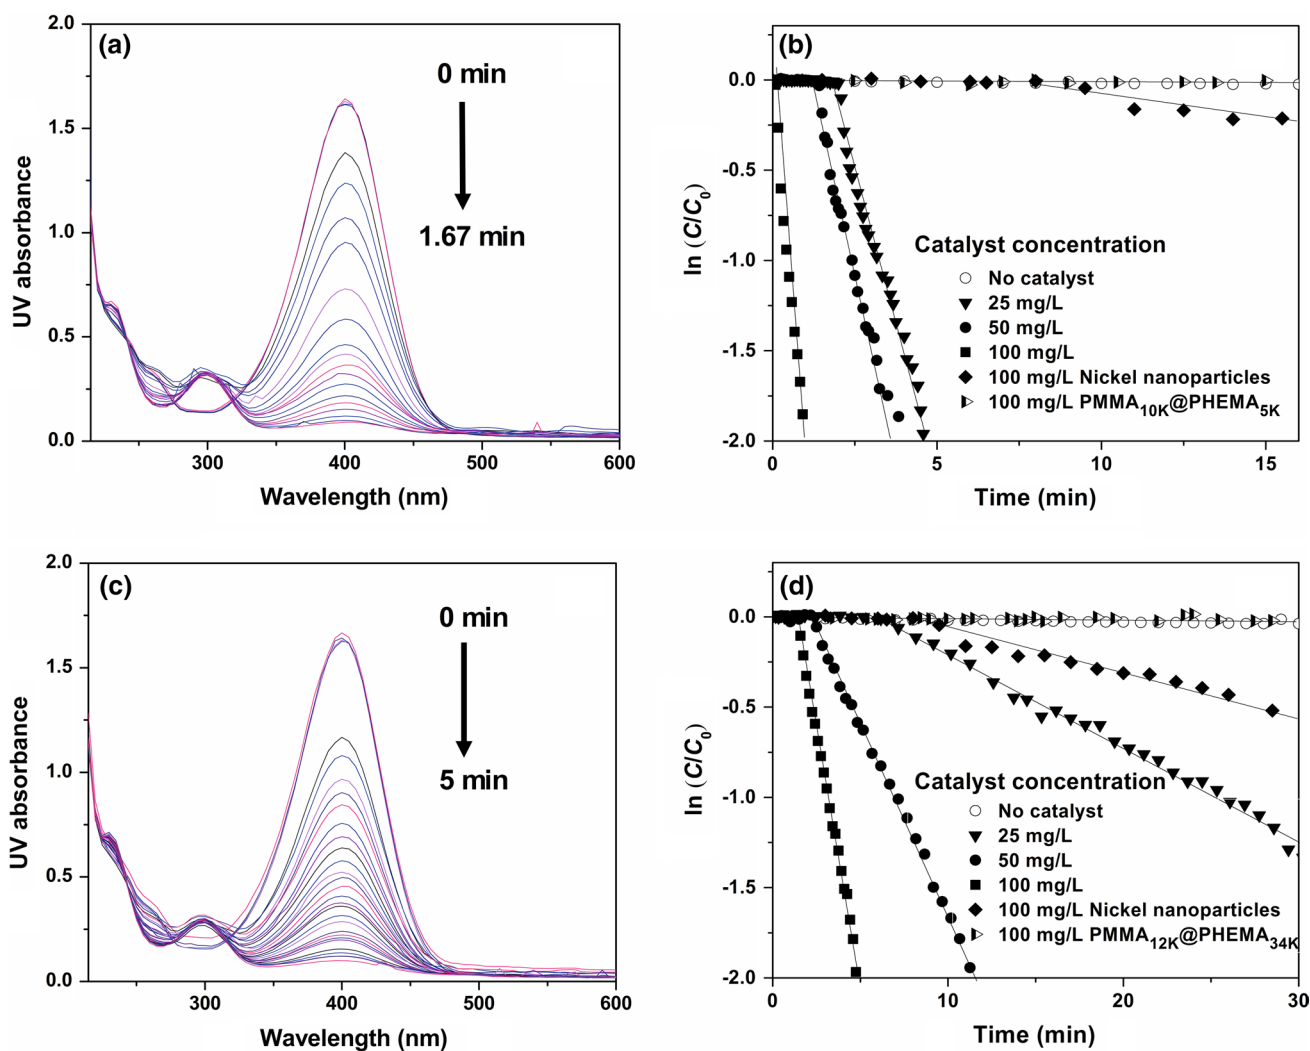 (a)
2.0
1.5
1.0
0.5
0.0
UV absorbance
0 min
1.67 min
300
400
500
600
Wavelength (nm)
(b)
0.0
-0.5
-1.0
-1.5
-2.0
ln (C/C0)
Catalyst concentration
No catalyst
25 mg/L
50 mg/L
100 mg/L
100 mg/L Nickel nanoparticles
100 mg/L PMMA10K@PHEMA5K
0
5
10
15
Time (min)
(c)
2.0
1.5
1.0
0.5
0.0
UV absorbance
0 min
5 min
300
400
500
600
Wavelength (nm)
(d)
0.0
-0.5
-1.0
-1.5
-2.0
ln (C/C0)
Catalyst concentration
No catalyst
25 mg/L
50 mg/L
100 mg/L
100 mg/L Nickel nanoparticles
100 mg/L PMMA12K@PHEMA34K
0
10
20
30
Time (min)